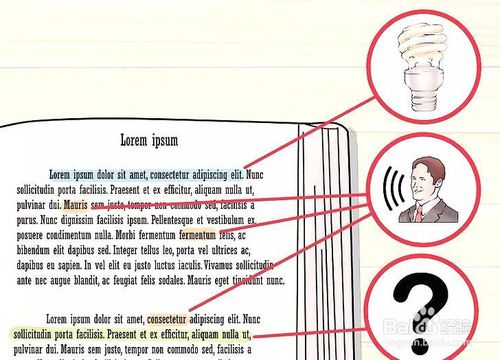 Lorem ipsum
Lorem ipsum dolor sit amet, consectetur adipiscing elit. Nunc
sollicitudin porta facilisis. Praesent et ex efficitur, aliquam nulla ut,
pulvinar dui. Mauris sem justo, tempor non commodo sed, facilisis a
purus. Nunc dignissim facilisis ipsum. Pellentesque et vestibulum ex,
posuere condimentum nulla. Morbi fermentum fermentum felis, ac
bibendum elit dapibus sed. Integer tellus leo, porta vel ultrices ac,
dapibus eu sapien. In vel elit eu justo luctus iaculis. Vivamus sollicitudin
ante nec augue blandit, ac feugiat felis sodales. Mauris eget tincidunt nunc.
Lorem ipsum dolor sit amet, consectetur adipiscing elit. Nunc
sollicitudin porta facilisis. Praesent et ex efficitur, aliquam nulla ut,
pulvinar dui. Mauris sem justo, tempor non commodo sed, facilisis a
?
Baidu 经验